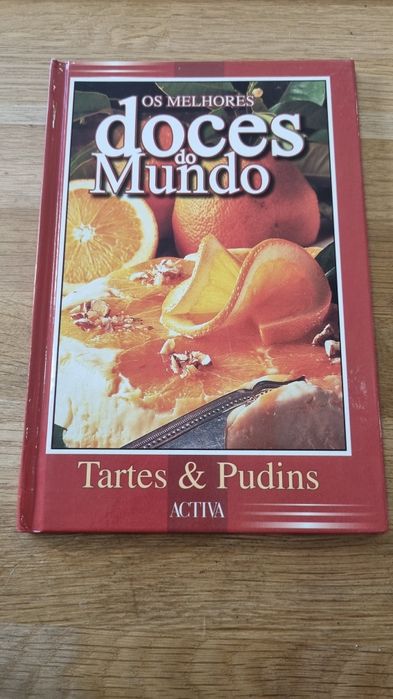 OS MELHORES
doces
do
Mundo
Tartes & Pudins
ACTIVA